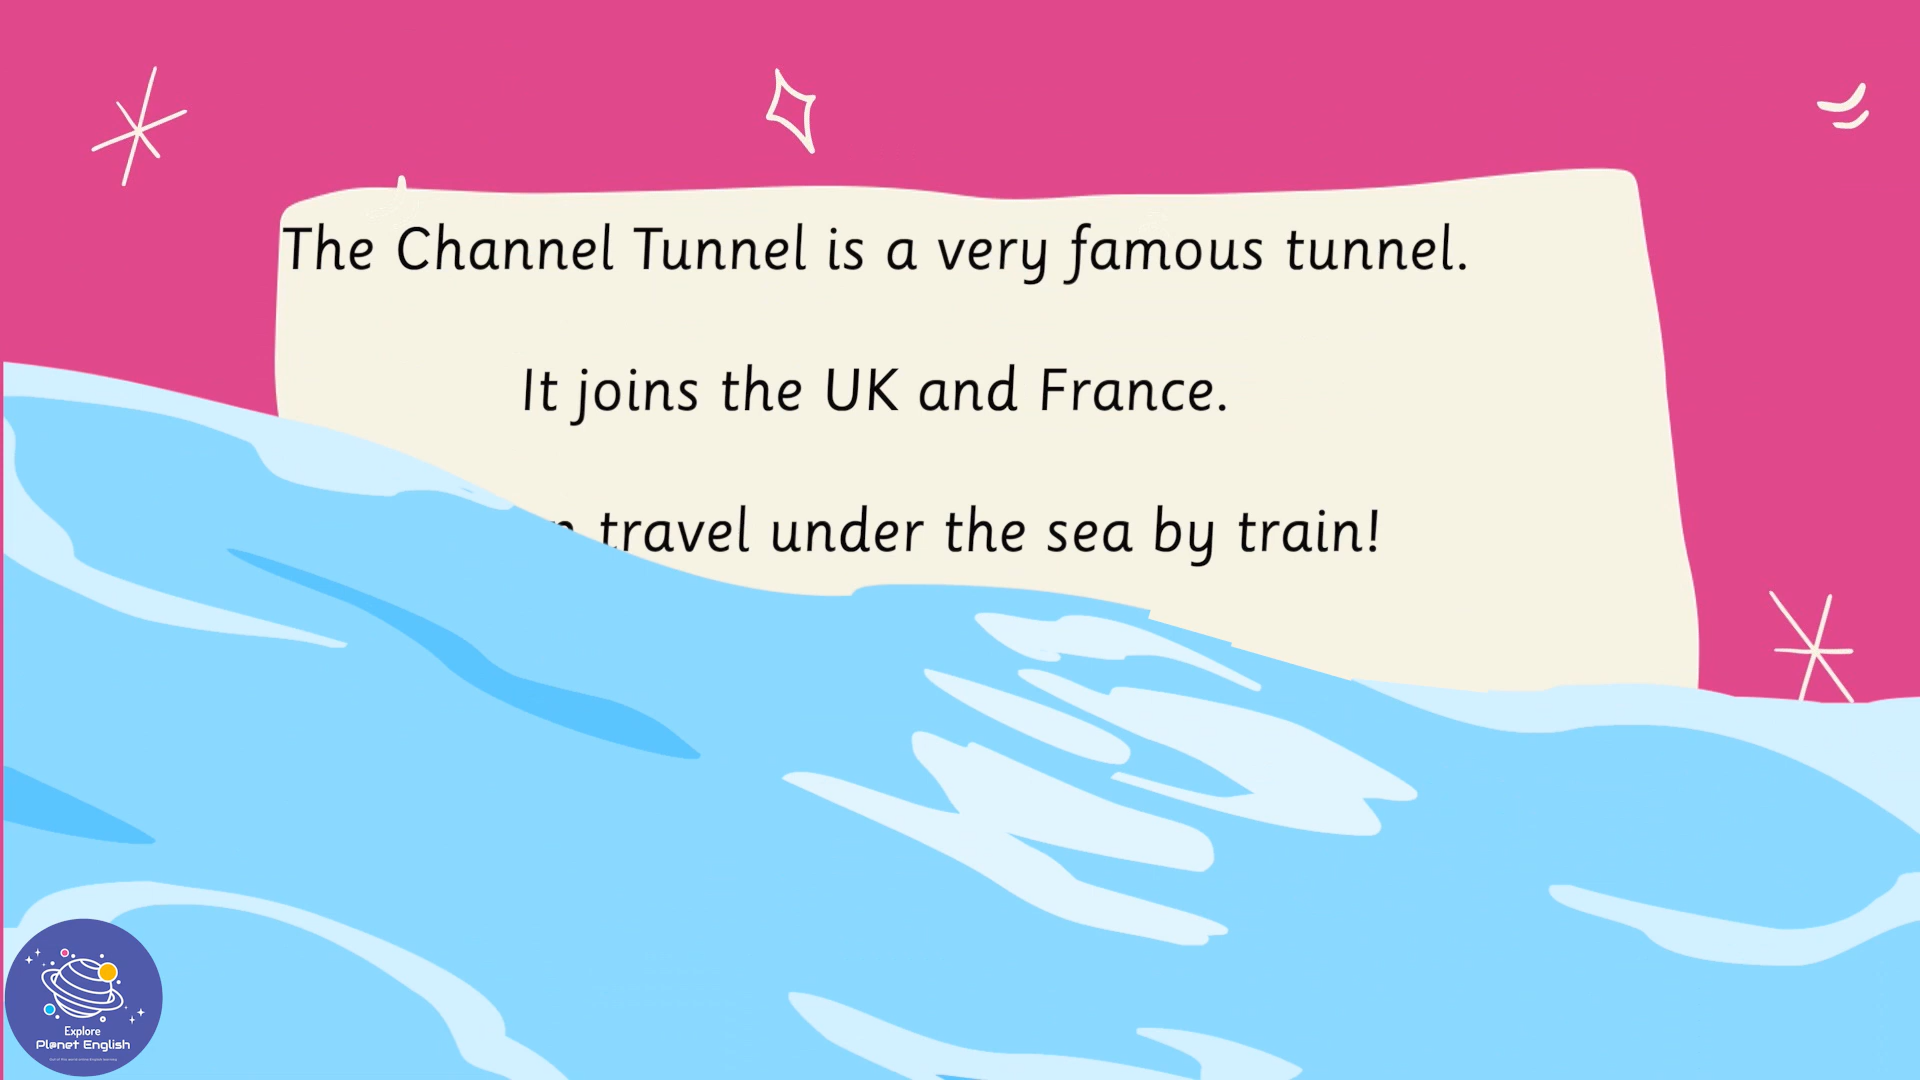 The Channel Tunnel is a very famous tunnel.
It joins the UK and France.
travel under the sea by train!
Explore
Planet English